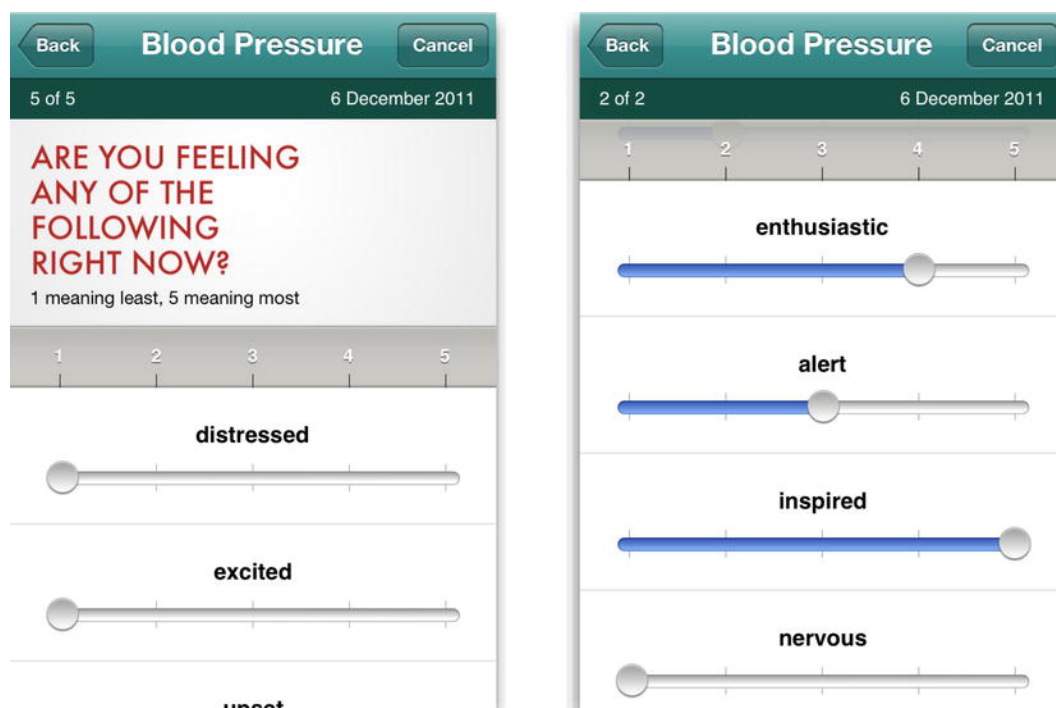 Back Blood Pressure Cancel
5 of 5 6 December 2011
ARE YOU FEELING
ANY OF THE
FOLLOWING
RIGHT NOW?
1 meaning least, 5 meaning most
1 2 3 4 5
distressed
excited
upset
Back Blood Pressure Cancel
2 of 2 6 December 2011
1 2 3 4 5
enthusiastic
alert
inspired
nervous